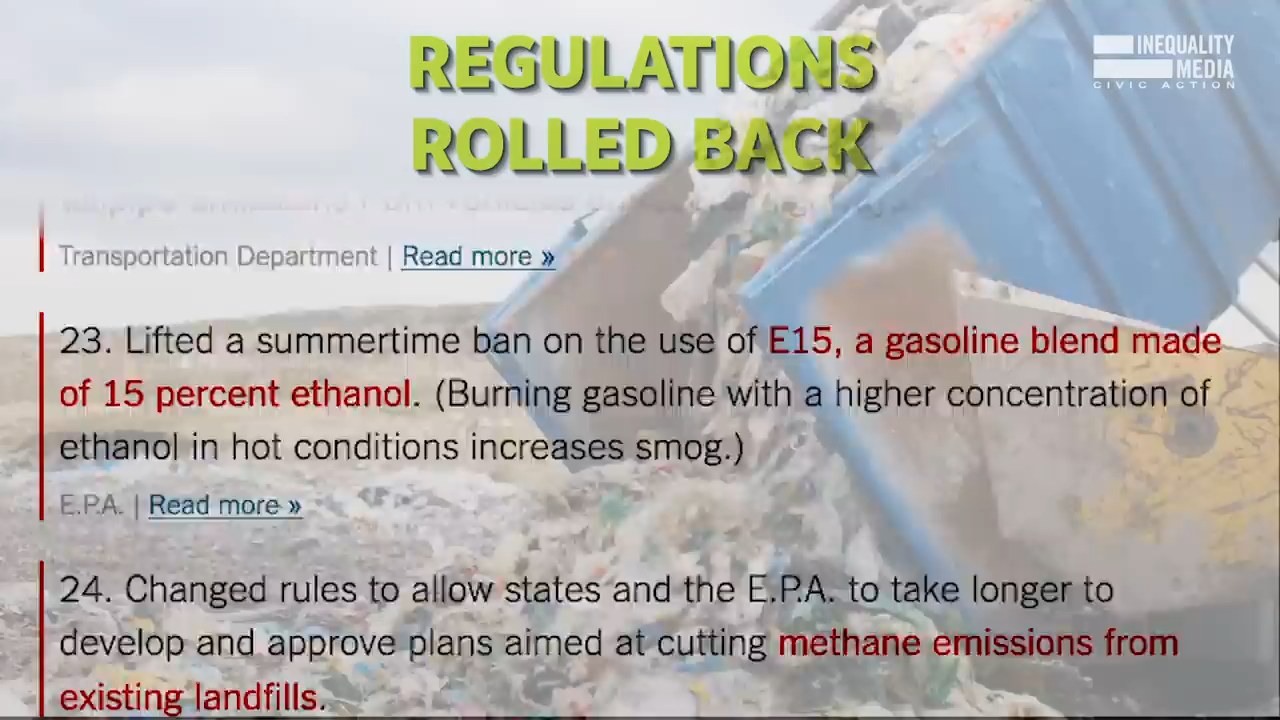 REGULATIONS
ROLLED BACK
INEQUALITY
MEDIA
CIVIC ACTION
Transportation Department | Read more »
23. Lifted a summertime ban on the use of E15, a gasoline blend made
of 15 percent ethanol. (Burning gasoline with a higher concentration of
ethanol in hot conditions increases smog.)
E.P.A. | Read more »
24. Changed rules to allow states and the E.P.A. to take longer to
develop and approve plans aimed at cutting methane emissions from
existing landfills.